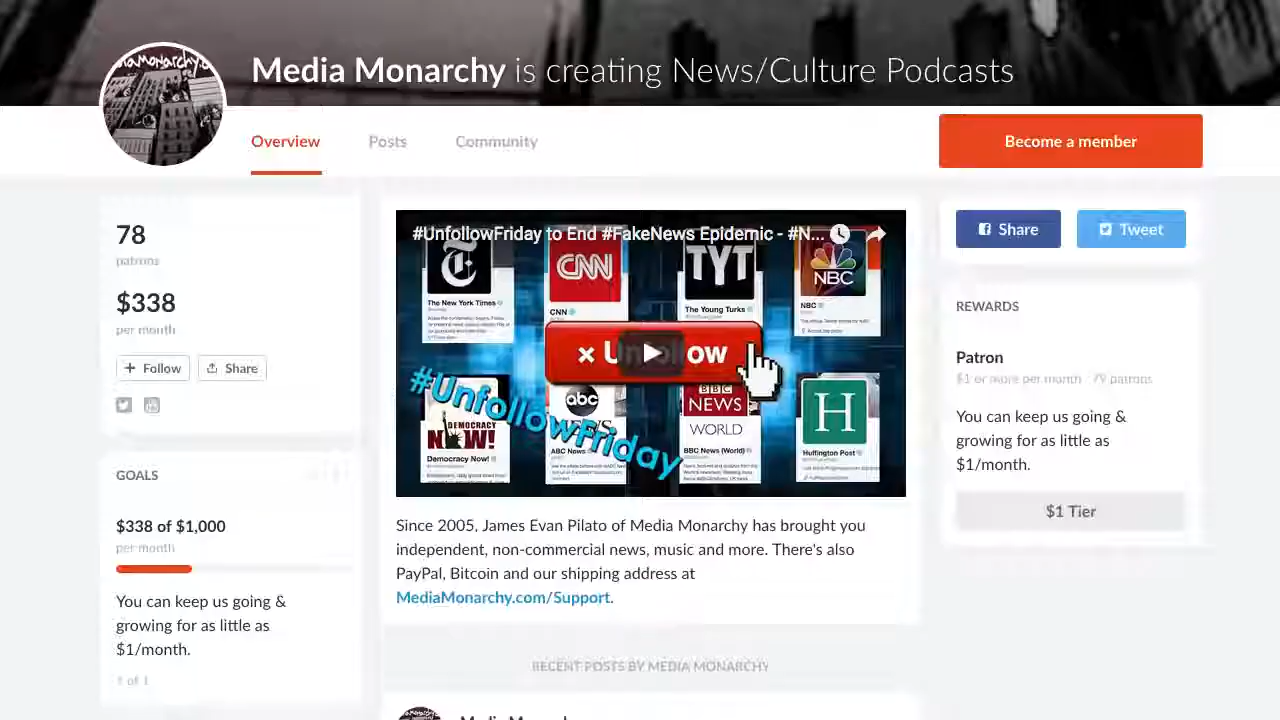 Media Monarchy is creating News/Culture Podcasts
Overview
Posts
Community
Become a member
78
patrons
$338
per month
Follow
Share
GOALS
$338 of $1,000
per month
You can keep us going &
growing for as little as
$1/month.
1 of 1
#UnfollowFriday to End #FakeNews Epidemic - #N...
The New York Times
CNN
CNN
TYT
The Young Turks
NBC
NBC
#UnfollowFriday
DEMOCRACY
NOW!
Democracy Now!
abc
ABC News
BBC
NEWS
WORLD
BBC News (World)
H
Huffington Post
Since 2005, James Evan Pilato of Media Monarchy has brought you
independent, non-commercial news, music and more. There's also
PayPal, Bitcoin and our shipping address at
MediaMonarchy.com/Support.
RECENT POSTS BY MEDIA MONARCHY
Share
Tweet
REWARDS
Patron
$1 or more per month · 79 patrons
You can keep us going &
growing for as little as
$1/month.
$1 Tier